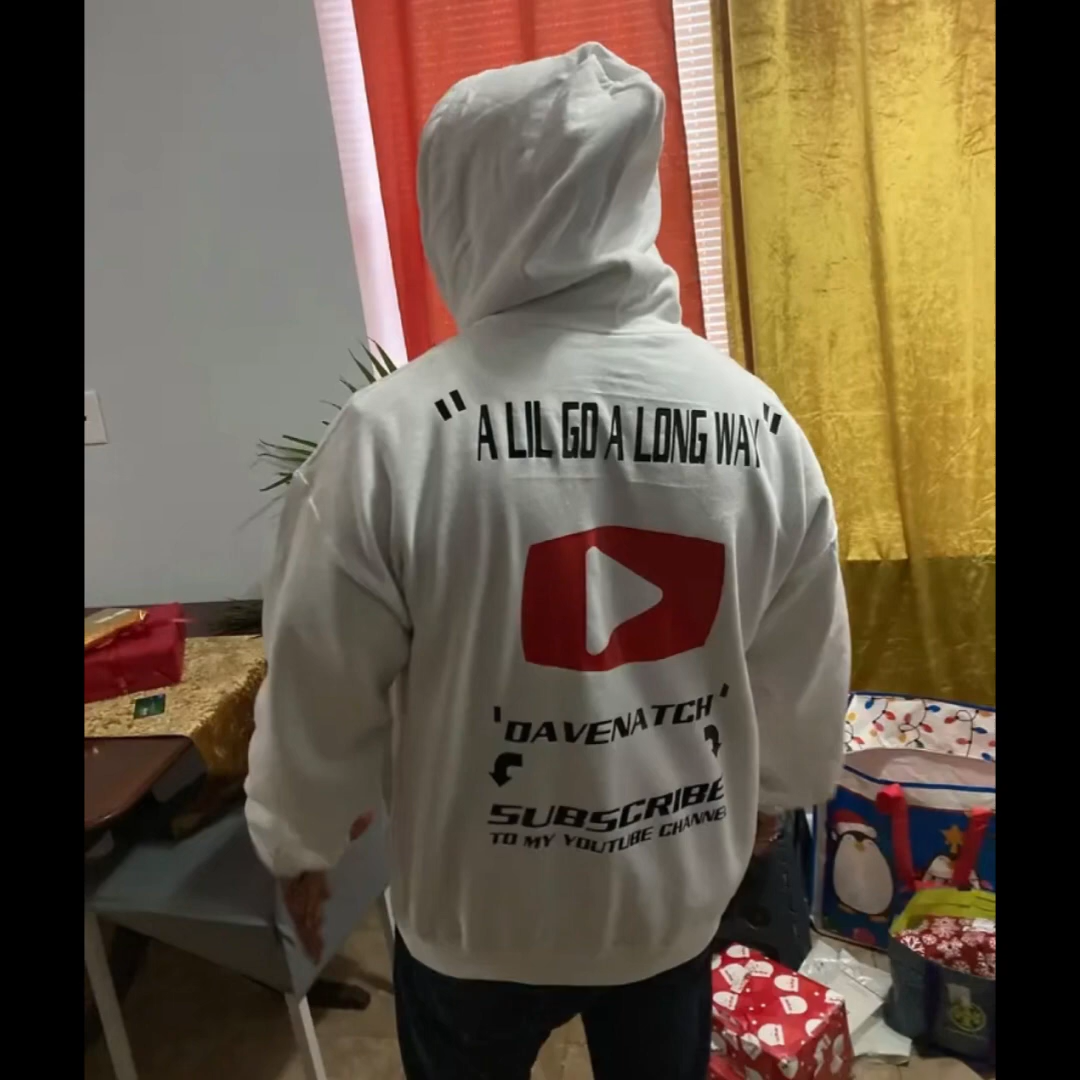 " A LIL GO A LONG WAY "
'DAVENATCH'
SUBSCRIBE
TO MY YOUTUBE CHANNEL